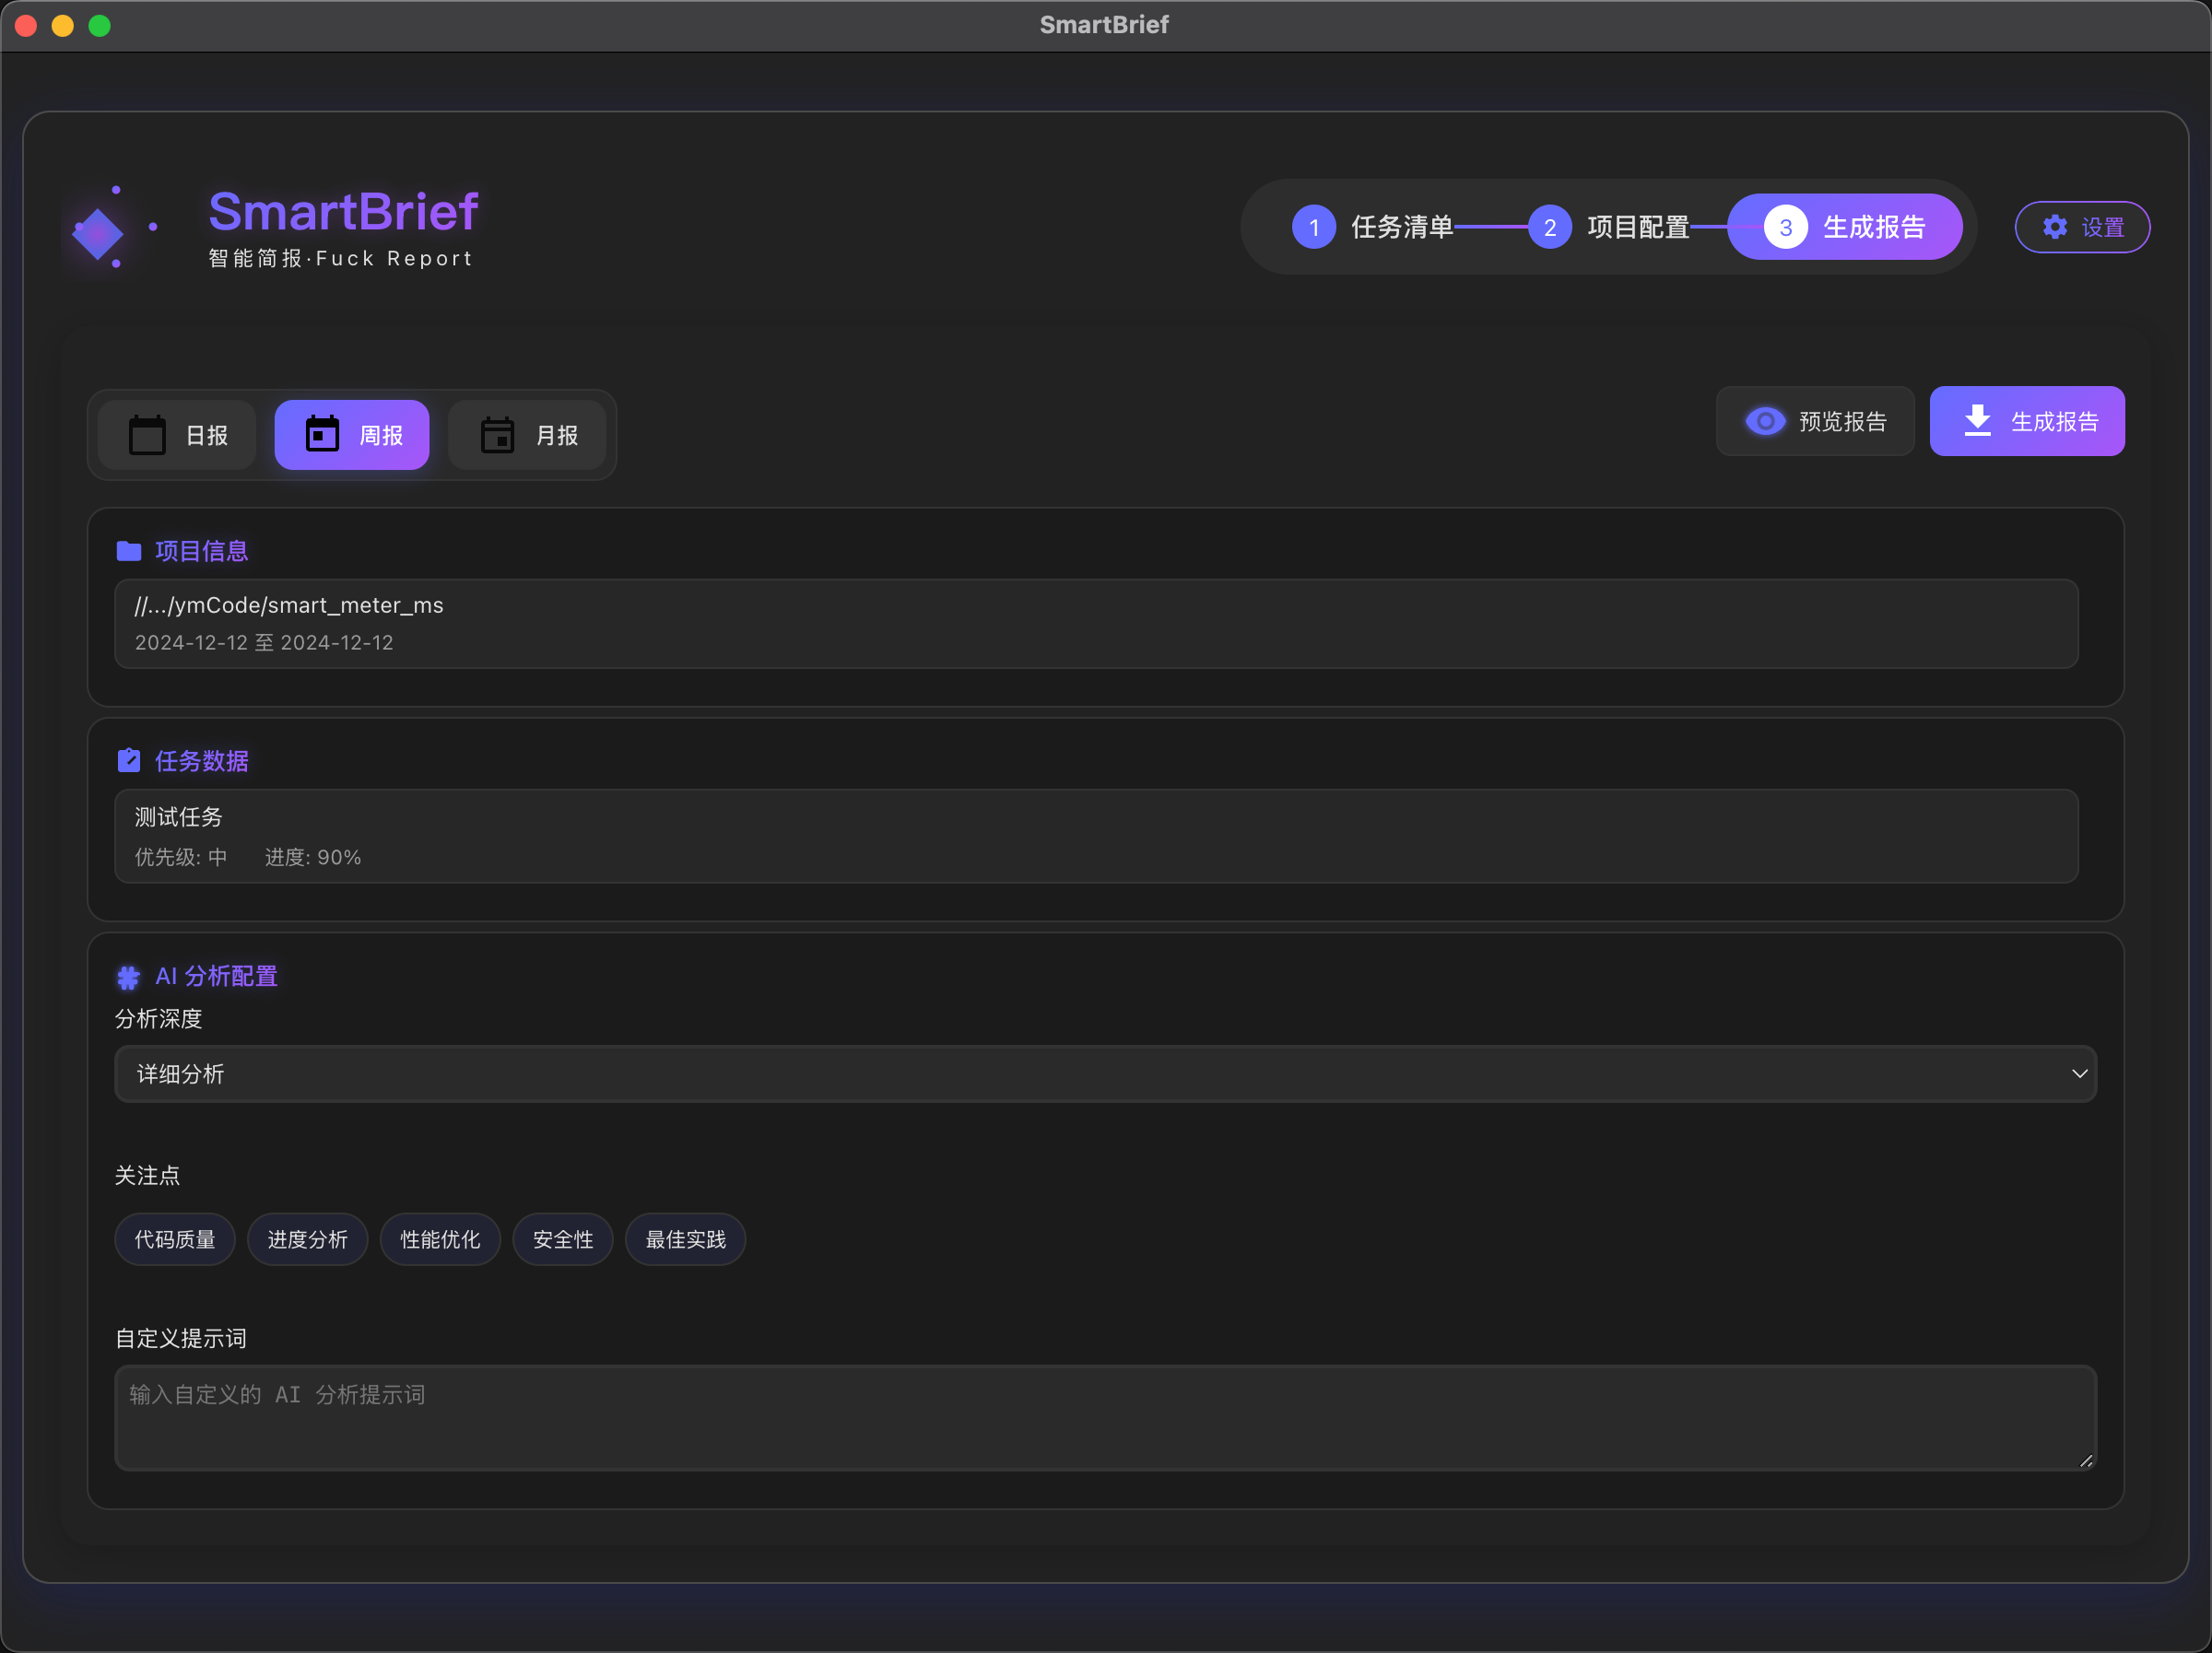 SmartBrief
SmartBrief
智能简报·Fuck Report
1 任务清单 2 项目配置 3 生成报告
设置
日报 周报 月报
预览报告 生成报告
项目信息
//.../ymCode/smart_meter_ms
2024-12-12 至 2024-12-12
任务数据
测试任务
优先级: 中 进度: 90%
AI 分析配置
分析深度
详细分析
关注点
代码质量 进度分析 性能优化 安全性 最佳实践
自定义提示词
输入自定义的 AI 分析提示词